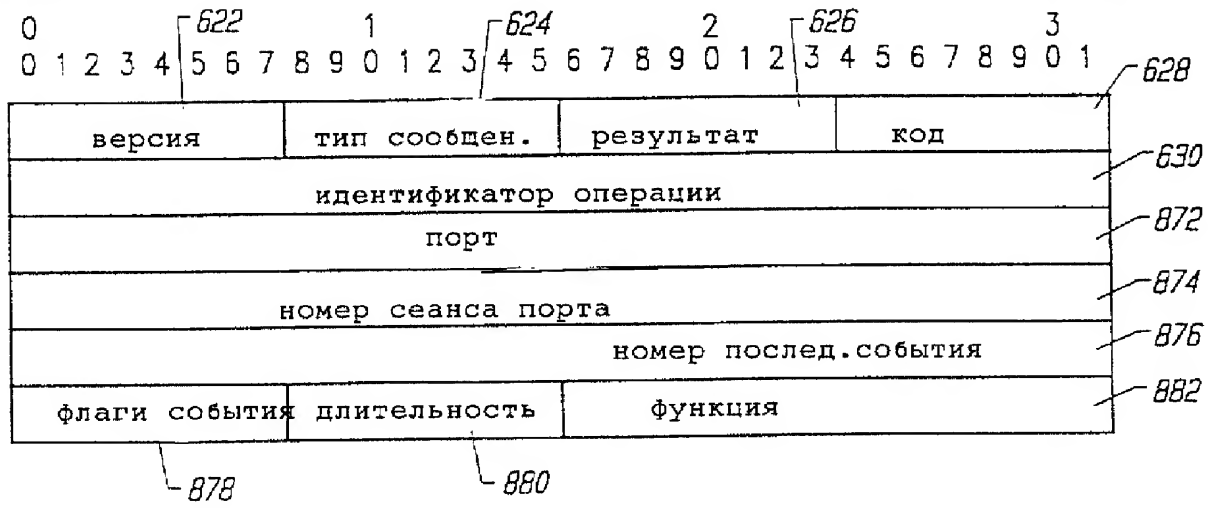 0 622 1 624 2 626 3
0 1 2 3 4 5 6 7 8 9 0 1 2 3 4 5 6 7 8 9 0 1 2 3 4 5 6 7 8 9 0 1
628
версия тип сообщен. результат код
630
идентификатор операции
872
порт
874
номер сеанса порта
876
номер послед.события
882
флаги события длительность функция
878 880